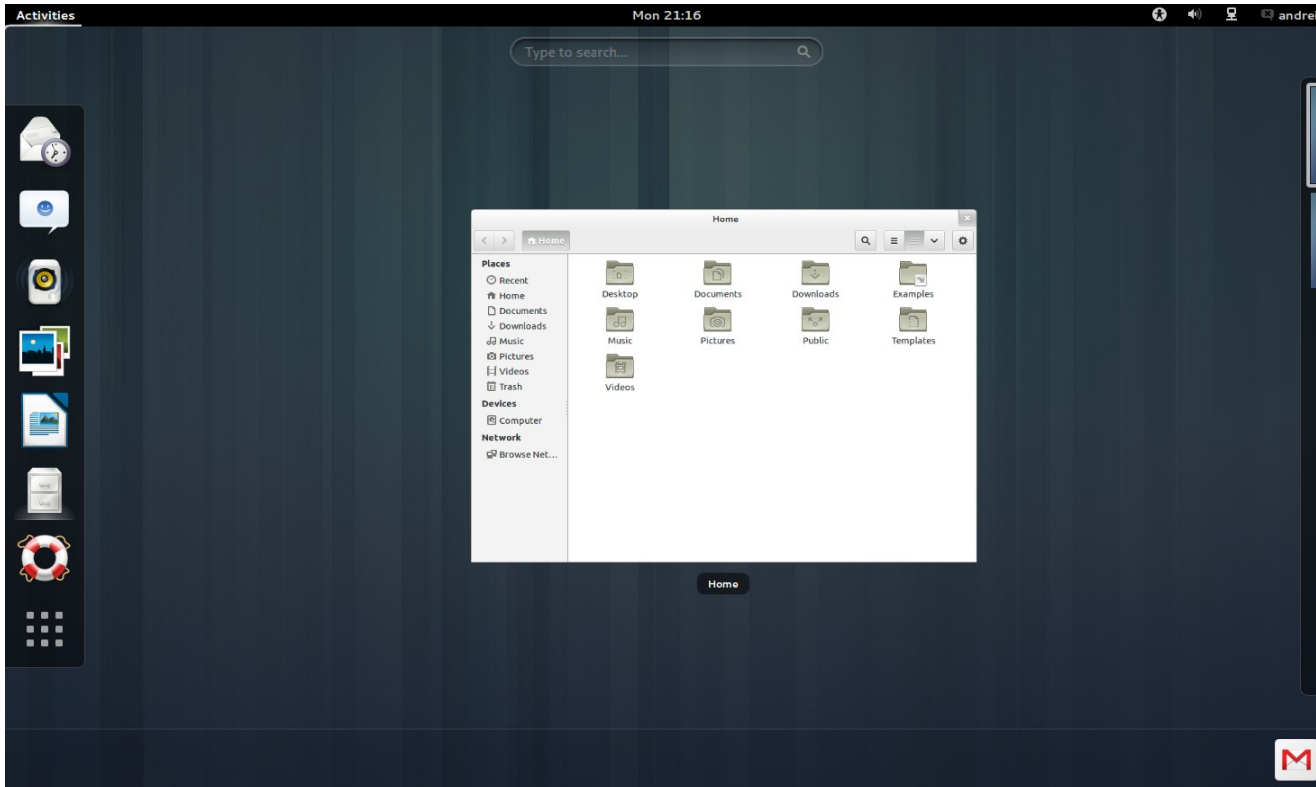 Activities
Mon 21:16
andrei
Type to search...
Home
Home
Places
Recent
Home
Documents
Downloads
Music
Pictures
Videos
Trash
Devices
Computer
Network
Browse Net...
Desktop Documents Downloads Examples
Music Pictures Public Templates
Videos
Home